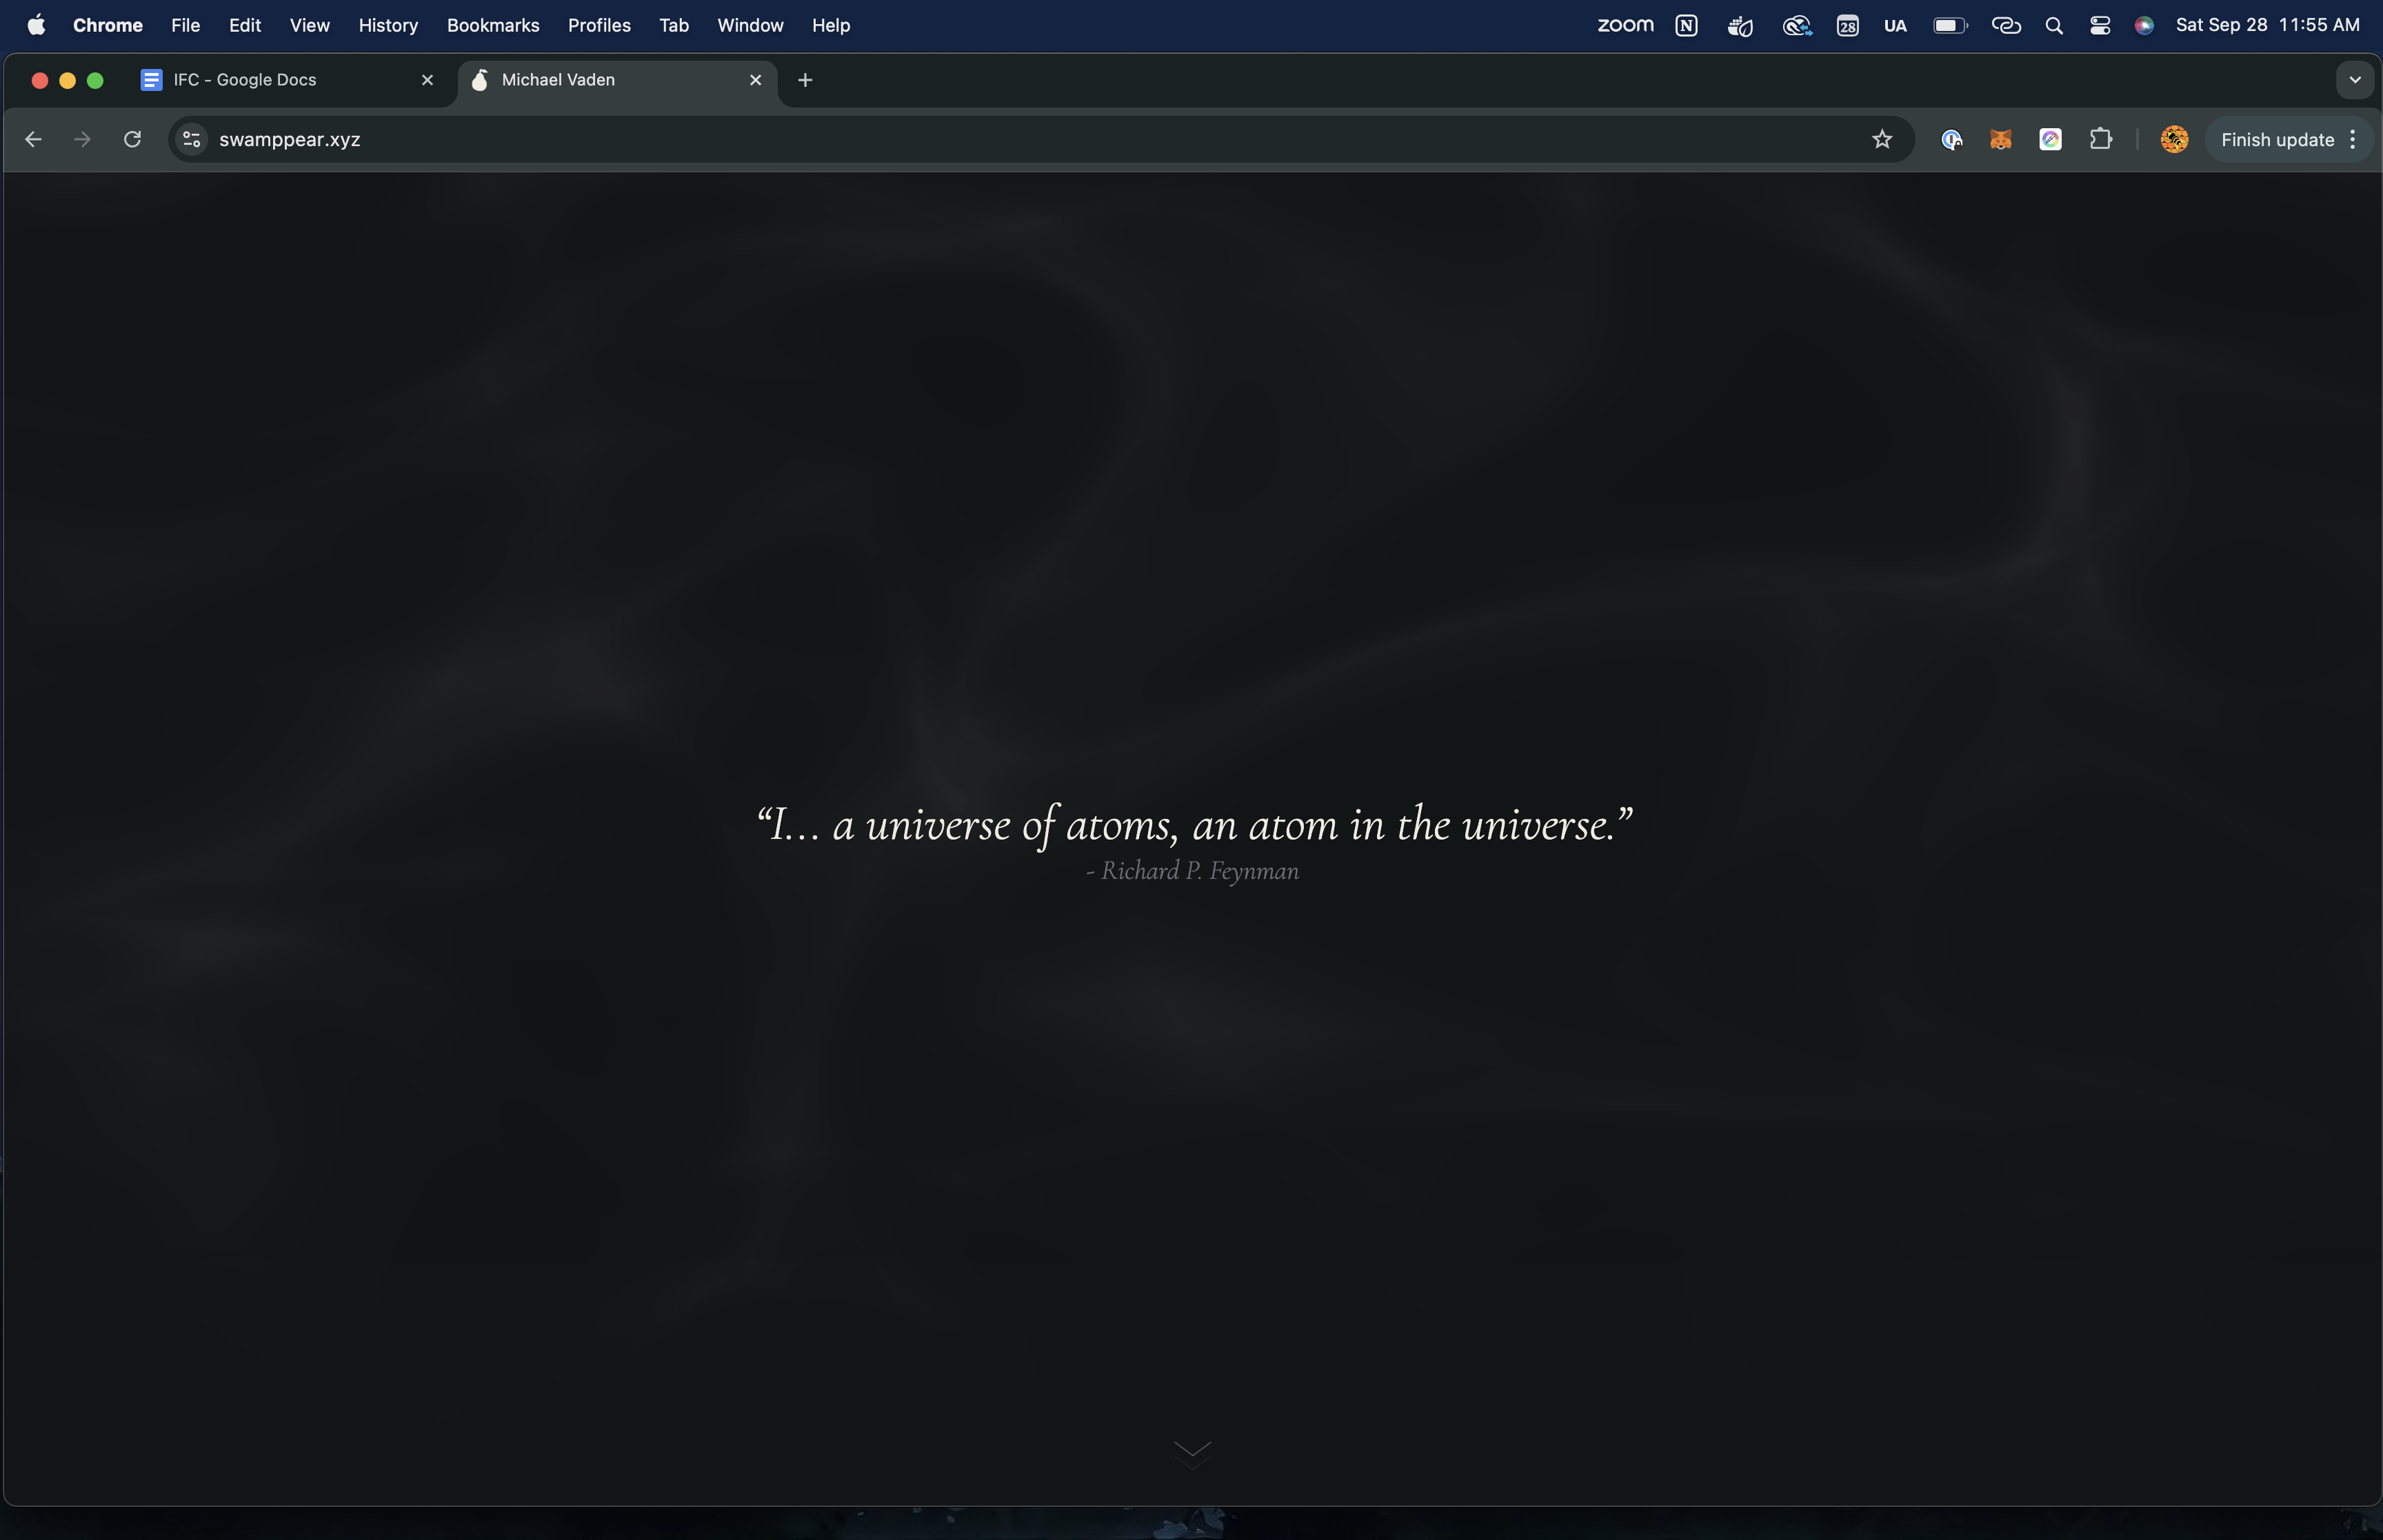 Chrome File Edit View History Bookmarks Profiles Tab Window Help zoom N 28 UA Sat Sep 28 11:55 AM
IFC - Google Docs Michael Vaden
swamppear.xyz Finish update
“I... a universe of atoms, an atom in the universe.”
- Richard P. Feynman